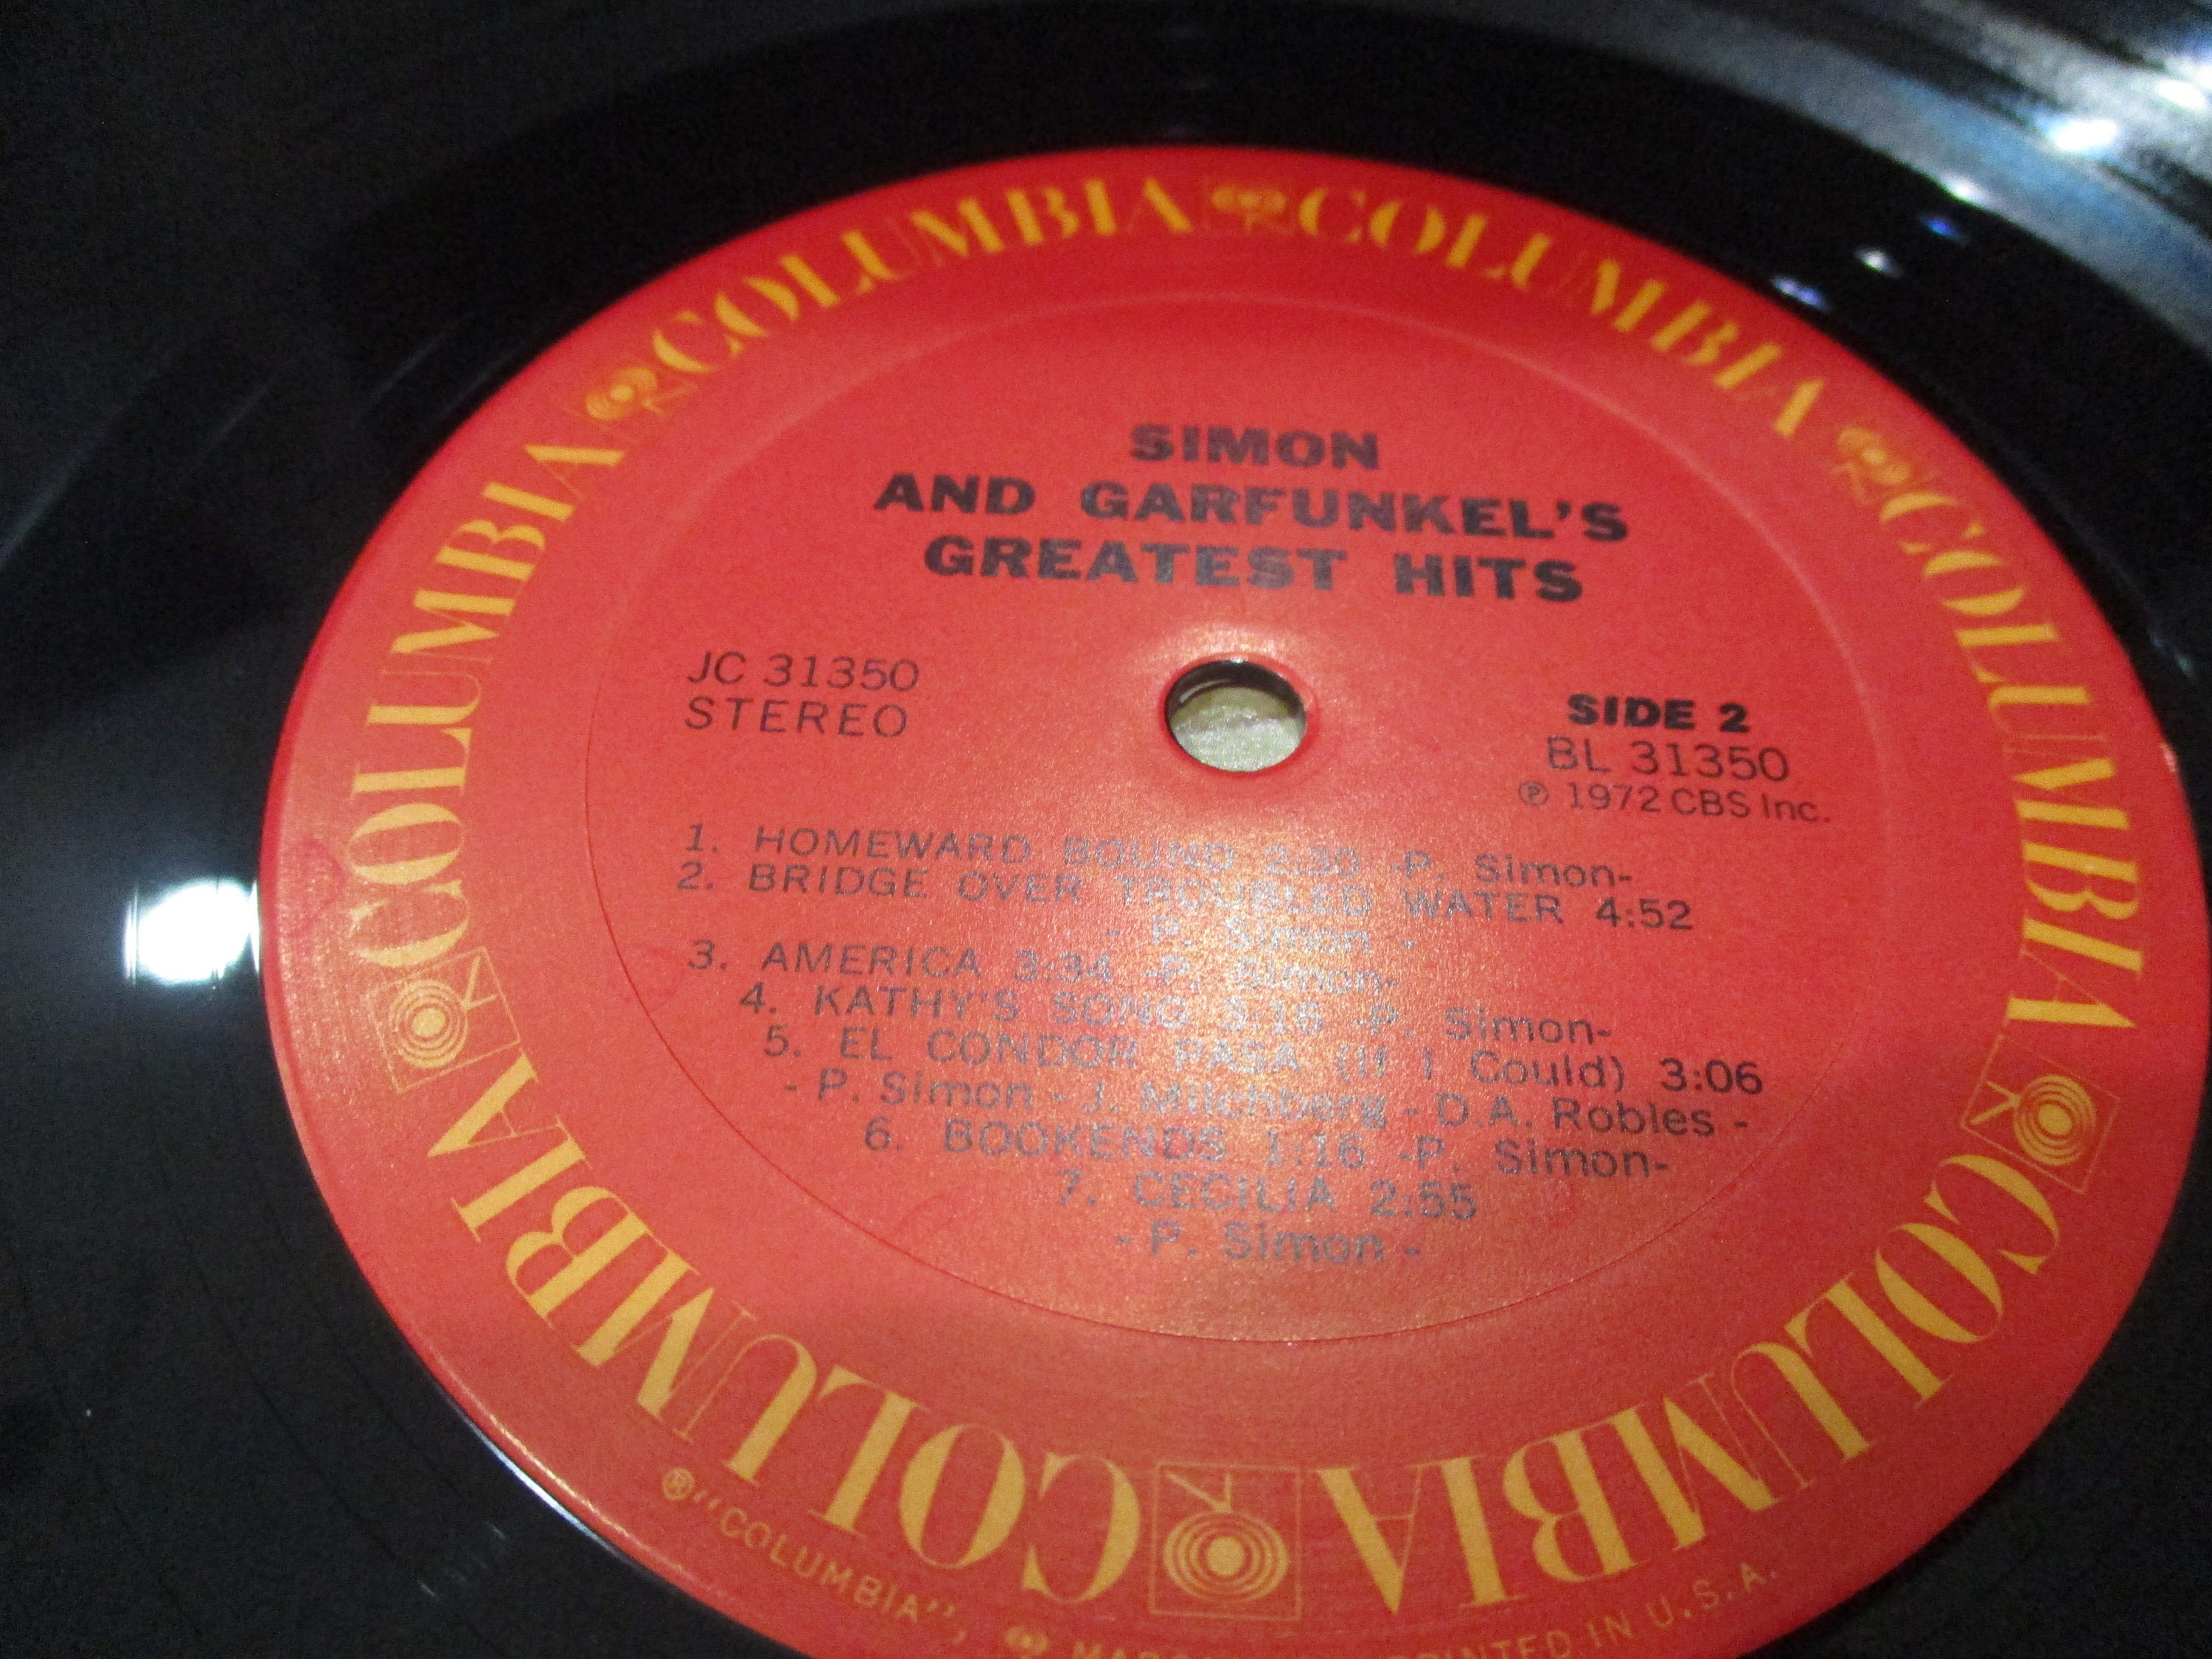 COLUMBIA COLUMBIA COLUMBIA COLUMBIA COLUMBIA COLUMBIA
SIMON
AND GARFUNKEL'S
GREATEST HITS
JC 31350
STEREO
SIDE 2
BL 31350
℗ 1972 CBS Inc.
1. HOMEWARD BOUND 2:30 -P. Simon-
2. BRIDGE OVER TROUBLED WATER 4:52
- P. Simon -
3. AMERICA 3:34 -P. Simon-
4. KATHY'S SONG 3:16 -P. Simon-
5. EL CONDOR PASA (If I Could) 3:06
- P. Simon - J. Milchberg - D.A. Robles -
6. BOOKENDS 1:16 -P. Simon-
7. CECILIA 2:55
- P. Simon -
® "COLUMBIA", PRINTED IN U.S.A.